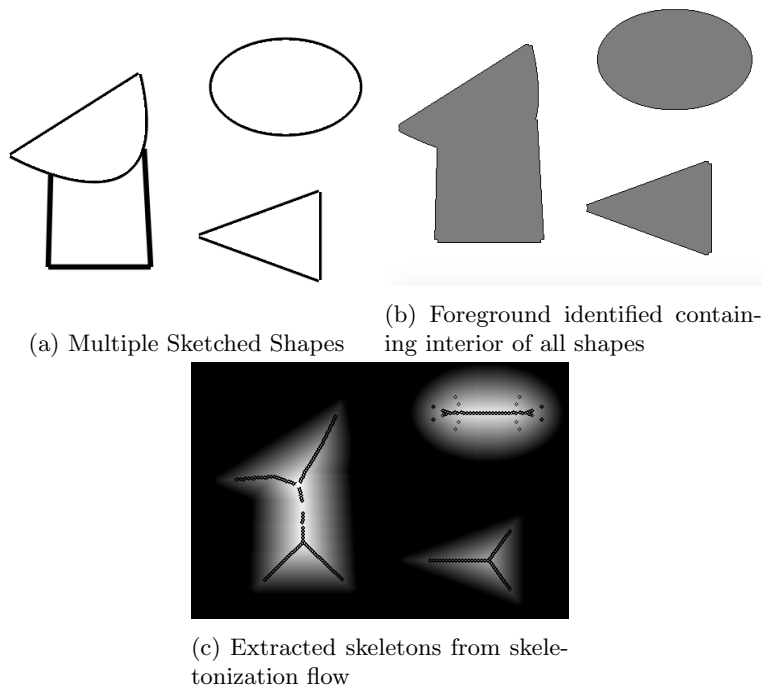 (a) Multiple Sketched Shapes
(b) Foreground identified contain-
ing interior of all shapes
(c) Extracted skeletons from skele-
tonization flow